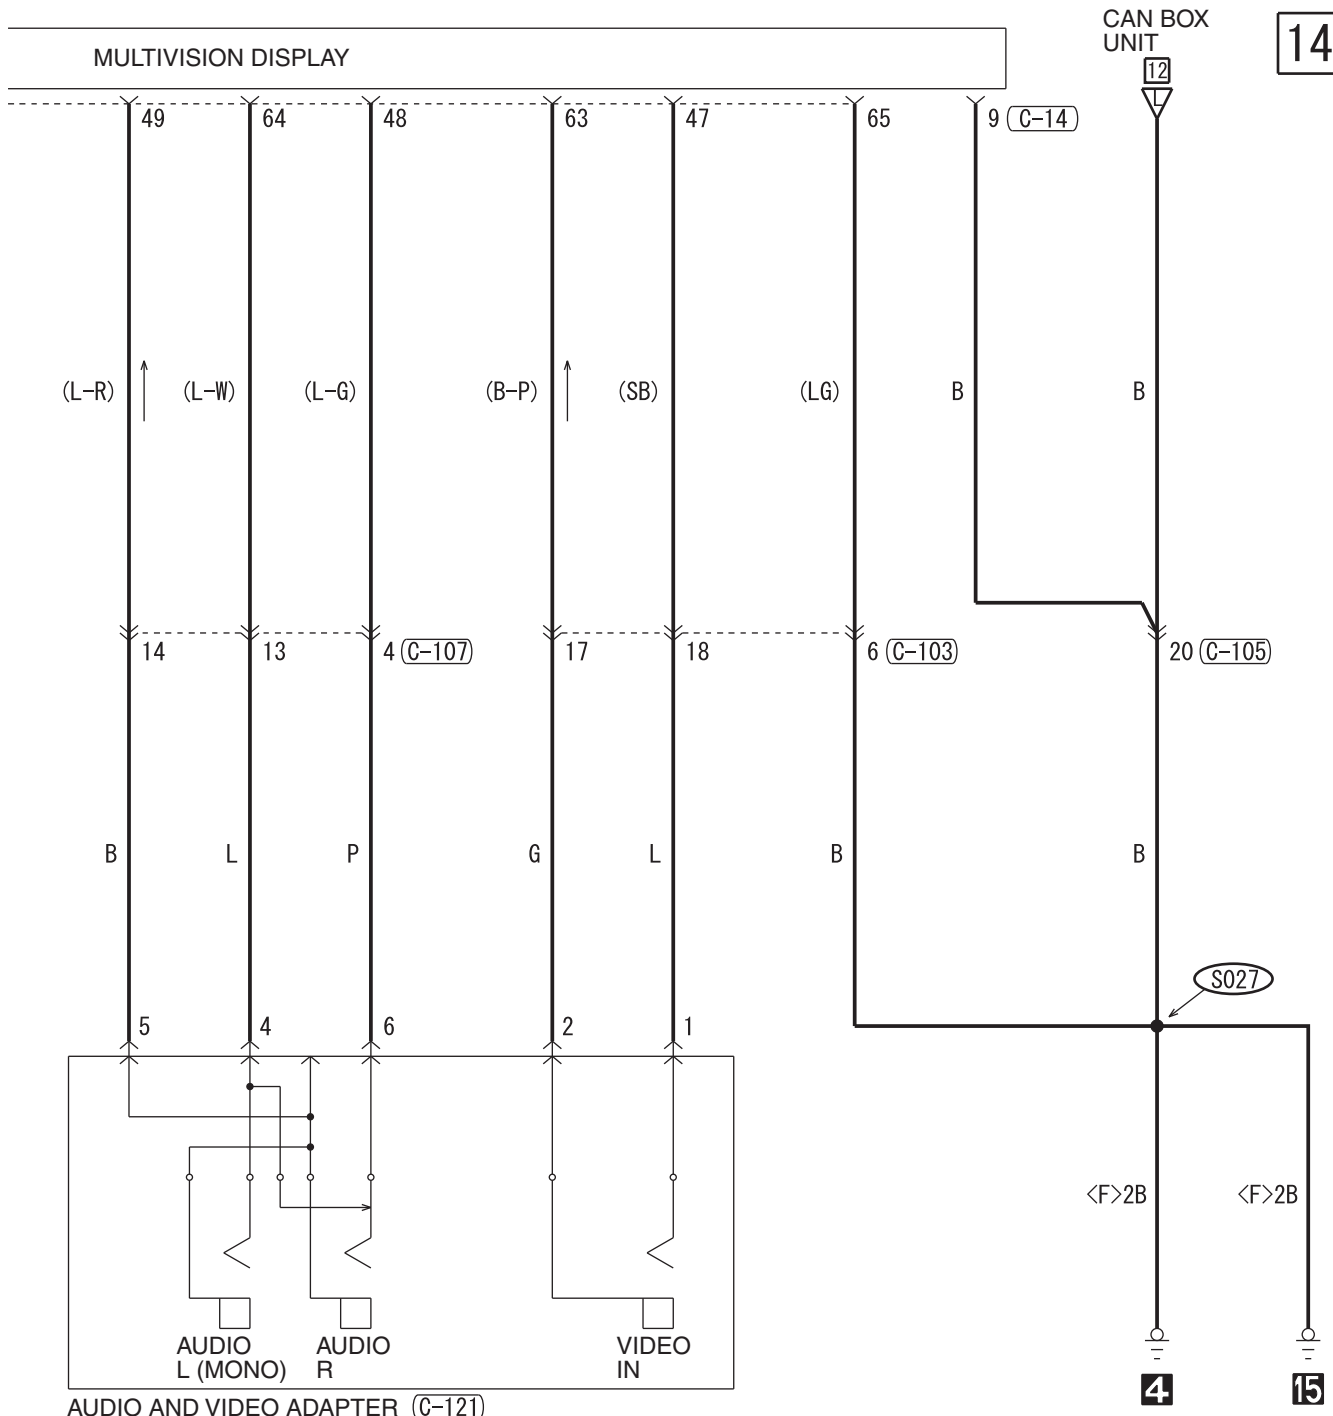 CAN BOX
UNIT
14
MULTIVISION DISPLAY
12
L
49 64 48 63 47 65 9 (C-14)
(L-R) (L-W) (L-G) (B-P) (SB) (LG) B B
14 13 4 (C-107) 17 18 6 (C-103) 20 (C-105)
B L P G L B B
S027
5 4 6 2 1
<F>2B <F>2B
AUDIO
L (MONO)
AUDIO
R
VIDEO
IN
4 15
AUDIO AND VIDEO ADAPTER (C-121)